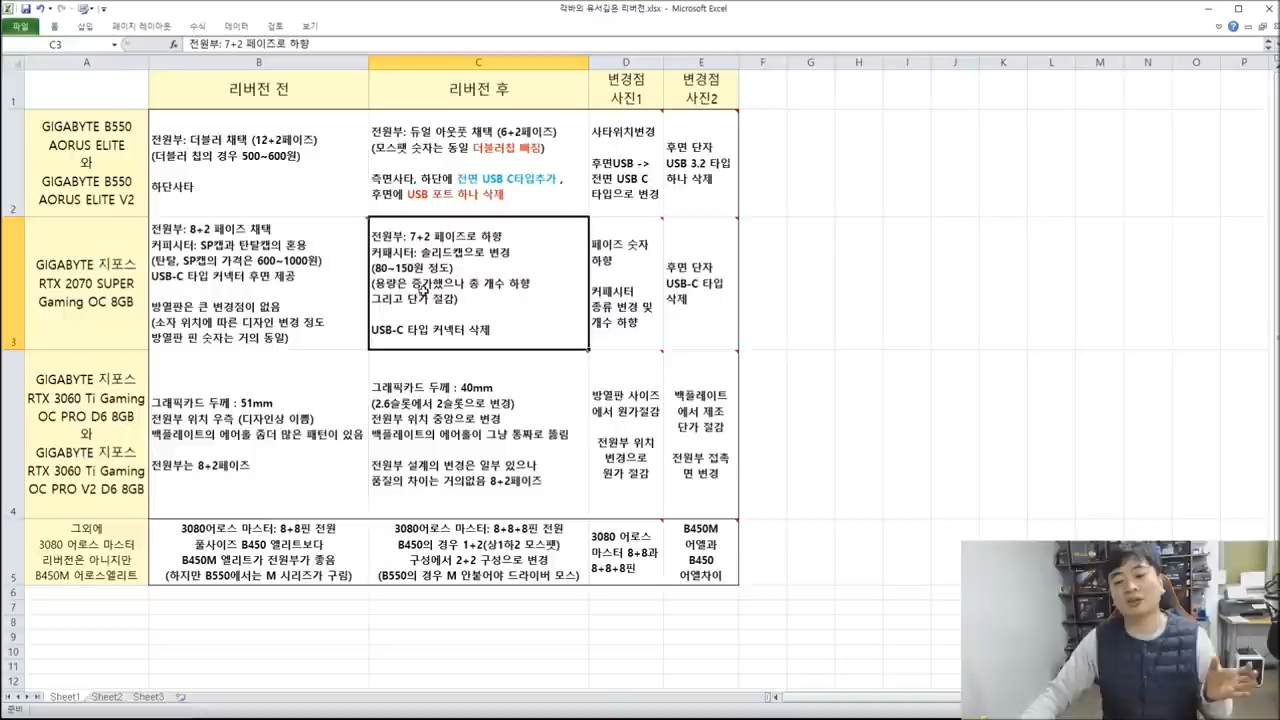 각바의 유서깊은 리버전.xlsx - Microsoft Excel
파일 홈 삽입 페이지 레이아웃 수식 데이터 검토 보기
C3 fx 전원부: 7+2 페이즈로 하향
A B C D E F G H I J K L M N O P
1
리버전 전
리버전 후
변경점
사진1
변경점
사진2
2
GIGABYTE B550
AORUS ELITE
와
GIGABYTE B550
AORUS ELITE V2
전원부: 더블러 채택 (12+2페이즈)
(더블러 칩의 경우 500~600원)
하단사타
전원부: 듀얼 아웃풋 채택 (6+2페이즈)
(모스팻 숫자는 동일 더블러칩 빠짐)
측면사타, 하단에 전면 USB C타입추가 ,
후면에 USB 포트 하나 삭제
사타위치변경
후면USB ->
전면 USB C
타입으로 변경
후면 단자
USB 3.2 타입
하나 삭제
3
GIGABYTE 지포스
RTX 2070 SUPER
Gaming OC 8GB
전원부: 8+2 페이즈 채택
커피시터: SP캡과 탄탈캡의 혼용
(탄탈, SP캡의 가격은 600~1000원)
USB-C 타입 커넥터 후면 제공
방열판은 큰 변경점이 없음
(소자 위치에 따른 디자인 변경 정도
방열판 핀 숫자는 거의 동일)
전원부: 7+2 페이즈로 하향
커패시터: 솔리드캡으로 변경
(80~150원 정도)
(용량은 증가했으나 총 개수 하향
그리고 단가 절감)
USB-C 타입 커넥터 삭제
페이즈 숫자
하향
커패시터
종류 변경 및
개수 하향
후면 단자
USB-C 타입
삭제
4
GIGABYTE 지포스
RTX 3060 Ti Gaming
OC PRO D6 8GB
와
GIGABYTE 지포스
RTX 3060 Ti Gaming
OC PRO V2 D6 8GB
그래픽카드 두께 : 51mm
전원부 위치 우측 (디자인상 이쁨)
백플레이트의 에어홀 좀더 많은 패턴이 있음
전원부는 8+2페이즈
그래픽카드 두께 : 40mm
(2.6슬롯에서 2슬롯으로 변경)
전원부 위치 중앙으로 변경
백플레이트의 에어홀이 그냥 통짜로 뚫림
전원부 설계의 변경은 일부 있으나
품질의 차이는 거의없음 8+2페이즈
방열판 사이즈
에서 원가절감
전원부 위치
변경으로
원가 절감
백플레이트
에서 제조
단가 절감
전원부 접촉
면 변경
5
그외에
3080 어로스 마스터
리버전은 아니지만
B450M 어로스엘리트
3080어로스 마스터: 8+8핀 전원
풀사이즈 B450 엘리트보다
B450M 엘리트가 전원부가 좋음
(하지만 B550에서는 M 시리즈가 구림)
3080어로스 마스터: 8+8+8핀 전원
B450의 경우 1+2(상1하2 모스팻)
구성에서 2+2 구성으로 변경
(B550의 경우 M 안붙어야 드라이버 모스)
3080 어로스
마스터 8+8과
8+8+8핀
B450M
어엘과
B450
어엘차이
6
7
8
9
10
11
12
Sheet1 Sheet2 Sheet3
준비